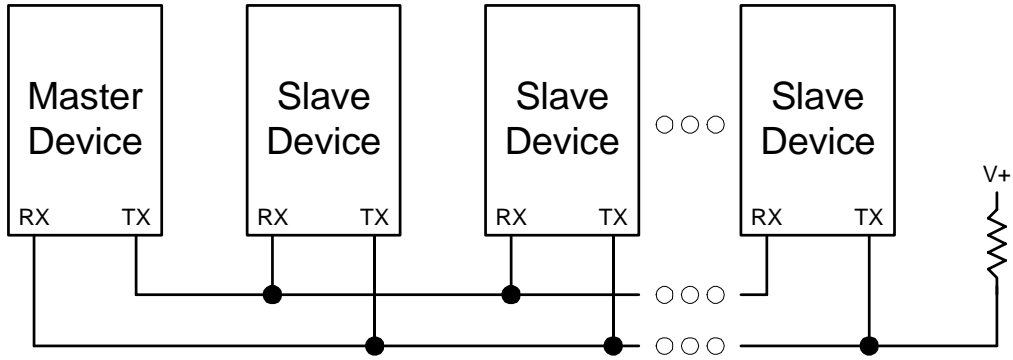 Master
Device
Slave
Device
Slave
Device
Slave
Device
V+
RX TX
RX TX
RX TX
RX TX